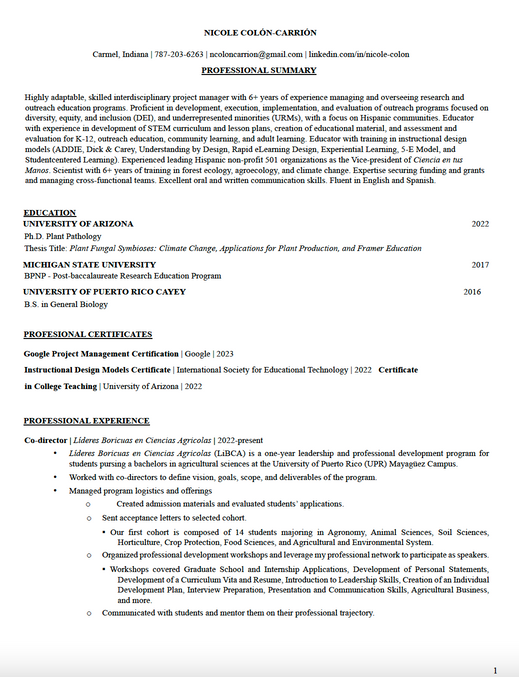 NICOLE COLÓN-CARRIÓN
Carmel, Indiana | 787-203-6263 | ncoloncarrion@gmail.com | linkedin.com/in/nicole-colon
PROFESSIONAL SUMMARY
Highly adaptable, skilled interdisciplinary project manager with 6+ years of experience managing and overseeing research and
outreach education programs. Proficient in development, execution, implementation, and evaluation of outreach programs focused on
diversity, equity, and inclusion (DEI), and underrepresented minorities (URMs), with a focus on Hispanic communities. Educator
with experience in development of STEM curriculum and lesson plans, creation of educational material, and assessment and
evaluation for K-12, outreach education, community learning, and adult learning. Educator with training in instructional design
models (ADDIE, Dick & Carey, Understanding by Design, Rapid eLearning Design, Experiential Learning, 5-E Model, and
Studentcentered Learning). Experienced leading Hispanic non-profit 501 organizations as the Vice-president of Ciencia en tus
Manos. Scientist with 6+ years of training in forest ecology, agroecology, and climate change. Expertise securing funding and grants
and managing cross-functional teams. Excellent oral and written communication skills. Fluent in English and Spanish.
EDUCATION
UNIVERSITY OF ARIZONA 2022
Ph.D. Plant Pathology
Thesis Title: Plant Fungal Symbioses: Climate Change, Applications for Plant Production, and Framer Education
MICHIGAN STATE UNIVERSITY 2017
BPNP - Post-baccalaureate Research Education Program
UNIVERSITY OF PUERTO RICO CAYEY 2016
B.S. in General Biology
PROFESIONAL CERTIFICATES
Google Project Management Certification | Google | 2023
Instructional Design Models Certificate | International Society for Educational Technology | 2022 Certificate
in College Teaching | University of Arizona | 2022
PROFESSIONAL EXPERIENCE
Co-director | Líderes Boricuas en Ciencias Agrícolas | 2022-present
• Líderes Boricuas en Ciencias Agrícolas (LiBCA) is a one-year leadership and professional development program for
students pursing a bachelors in agricultural sciences at the University of Puerto Rico (UPR) Mayagüez Campus.
• Worked with co-directors to define vision, goals, scope, and deliverables of the program.
• Managed program logistics and offerings
o Created admission materials and evaluated students' applications.
o Sent acceptance letters to selected cohort.
▪ Our first cohort is composed of 14 students majoring in Agronomy, Animal Sciences, Soil Sciences,
Horticulture, Crop Protection, Food Sciences, and Agricultural and Environmental System.
o Organized professional development workshops and leverage my professional network to participate as speakers.
▪ Workshops covered Graduate School and Internship Applications, Development of Personal Statements,
Development of a Curriculum Vita and Resume, Introduction to Leadership Skills, Creation of an Individual
Development Plan, Interview Preparation, Presentation and Communication Skills, Agricultural Business,
and more.
o Communicated with students and mentor them on their professional trajectory.
1